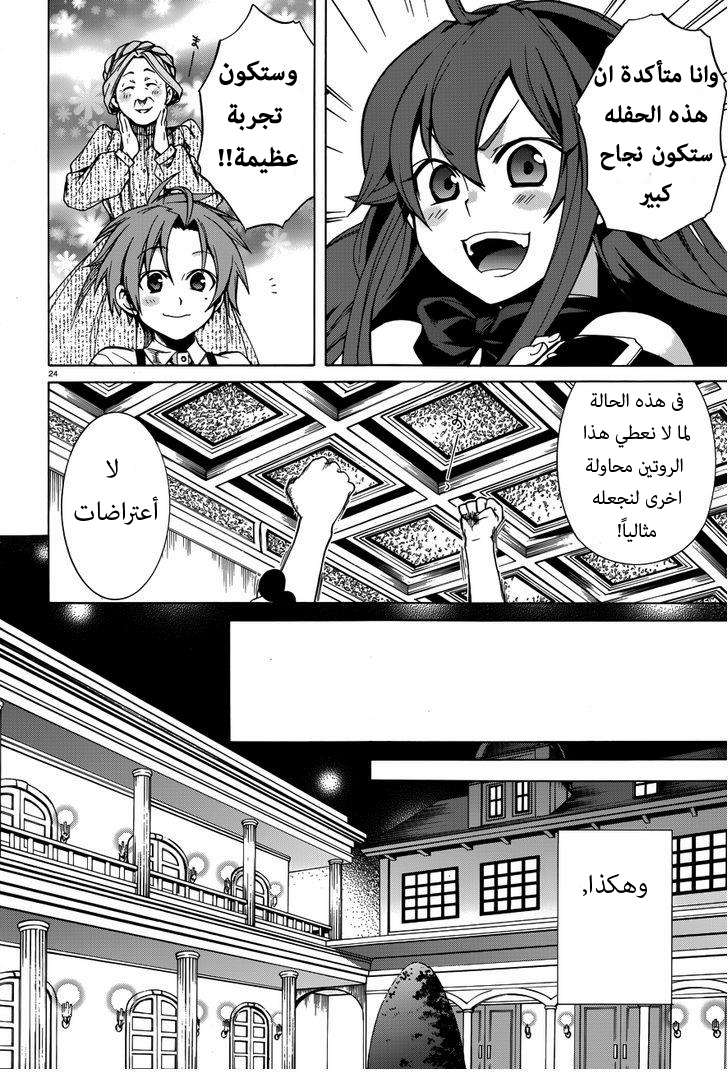 وانا متأكدة ان
هذه الحفله
ستكون نجاح
كبير
وستكون
تجربة
عظيمة!!
24
فى هذه الحالة
لما لا نعطي هذا
الروتين محاولة
اخرى لنجعله
مثالياً!
لا
أعتراضات
وهكذا,